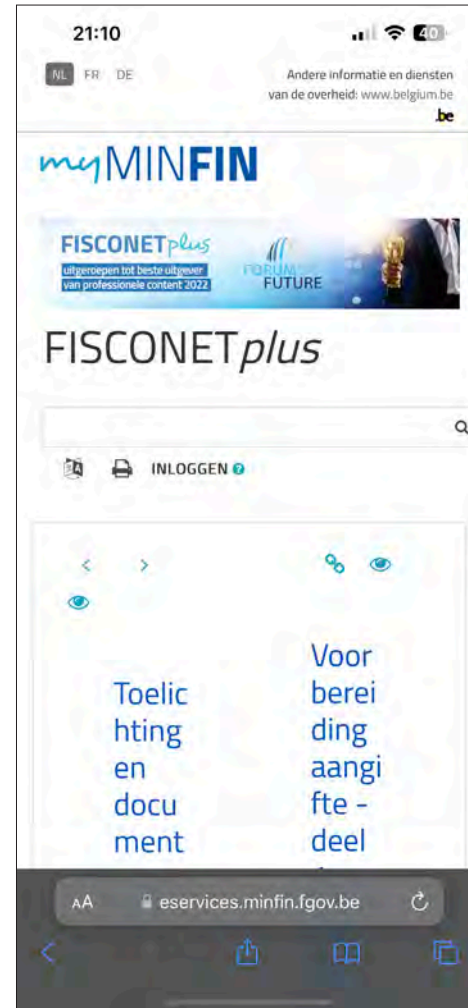 21:10
40
NL FR DE
Andere informatie en diensten
van de overheid: www.belgium.be
.be
myMINFIN
FISCONETplus
uitgeroepen tot beste uitgever
van professionele content 2022
FORUM
FUTURE
FISCONETplus
INLOGGEN ?
Toelic
hting
en
docu
ment
Voor
berei
ding
aangi
fte -
deel
AA eservices.minfin.fgov.be